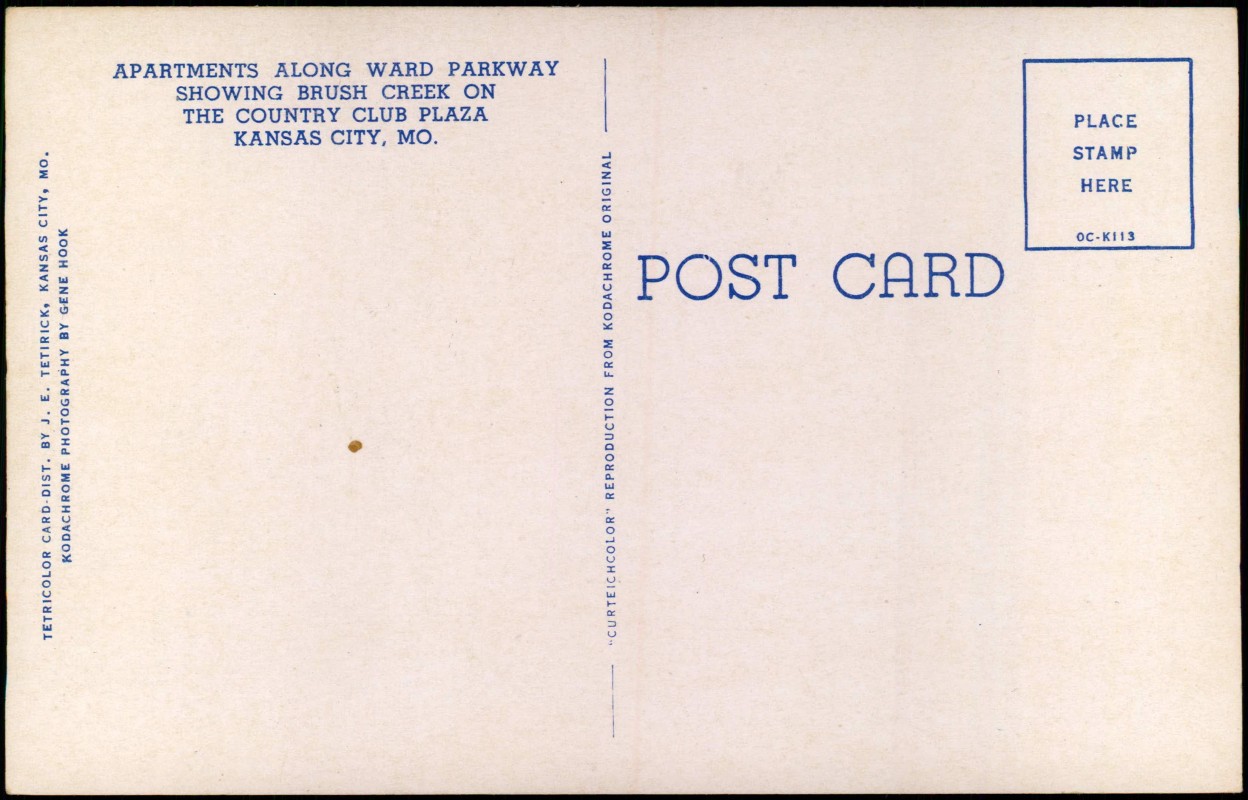 APARTMENTS ALONG WARD PARKWAY
SHOWING BRUSH CREEK ON
THE COUNTRY CLUB PLAZA
KANSAS CITY, MO.
TETRICOLOR CARD-DIST. BY J. E. TETIRICK, KANSAS CITY, MO.
KODACHROME PHOTOGRAPHY BY GENE HOOK
"CURTEICHCOLOR" REPRODUCTION FROM KODACHROME ORIGINAL
POST CARD
PLACE
STAMP
HERE
OC-K113